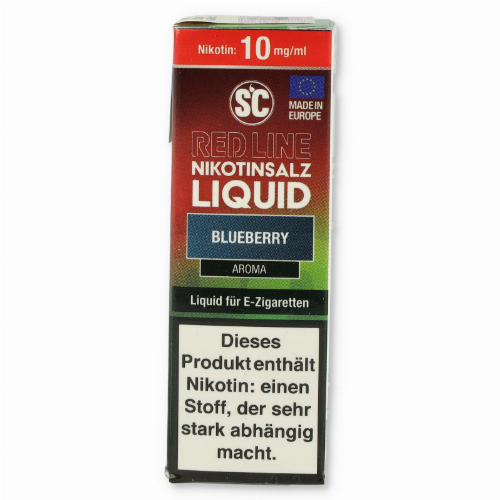 Nikotin: 10 mg/ml
SC
MADE IN
EUROPE
RED LINE
NIKOTINSALZ
LIQUID
BLUEBERRY
AROMA
Liquid für E-Zigaretten
Dieses
Produkt enthält
Nikotin: einen
Stoff, der sehr
stark abhängig
macht.